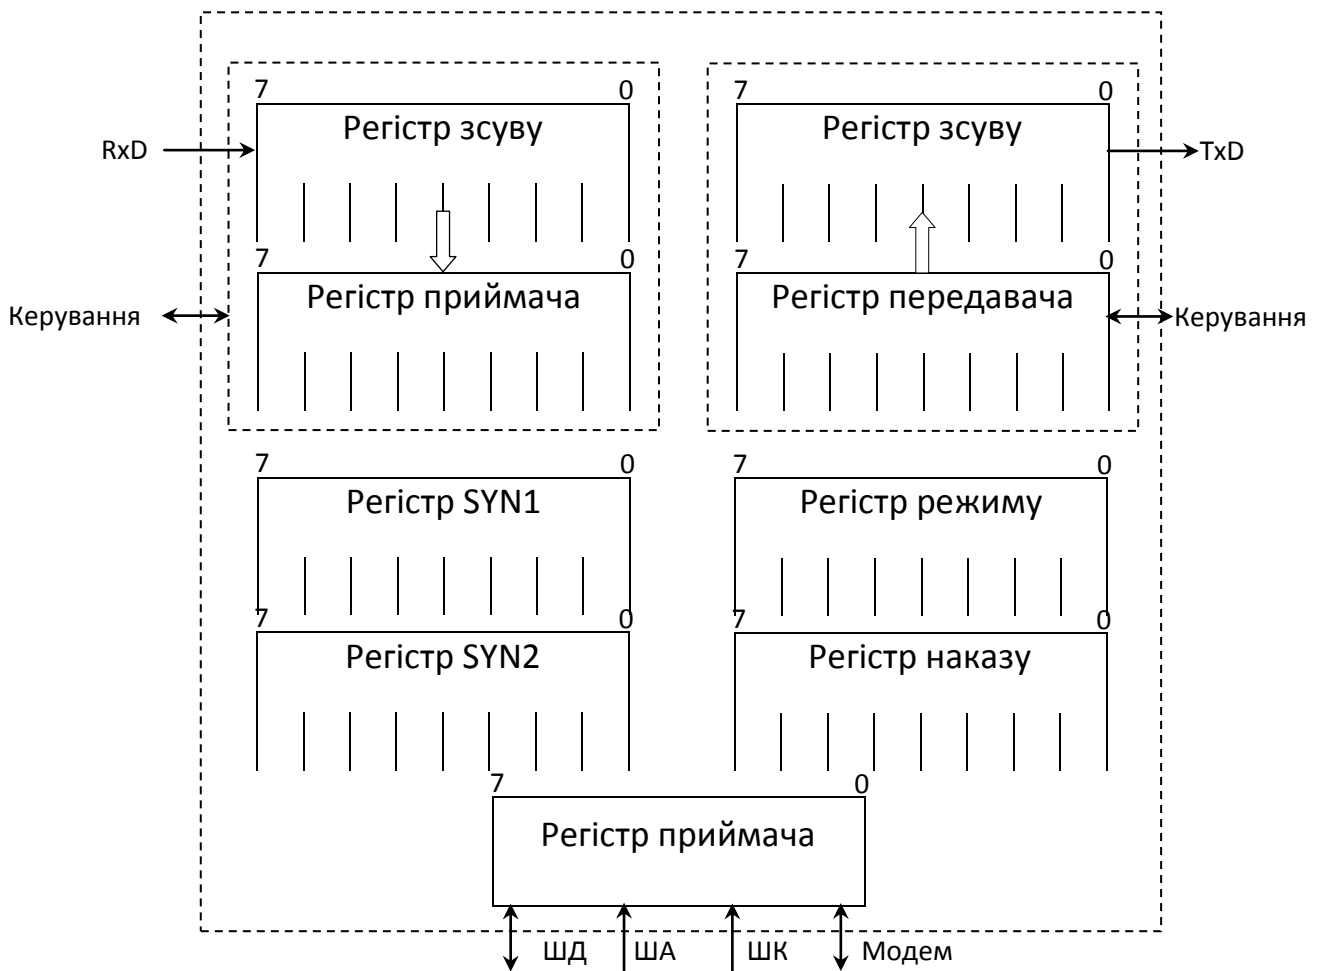 7 0 7 0
Регістр зсуву Регістр зсуву
RxD TxD
7 0 7 0
Регістр приймача Регістр передавача
Керування Керування
7 0 7 0
Регістр SYN1 Регістр режиму
7 0 7 0
Регістр SYN2 Регістр наказу
7 0
Регістр приймача
ШД ША ШК Модем